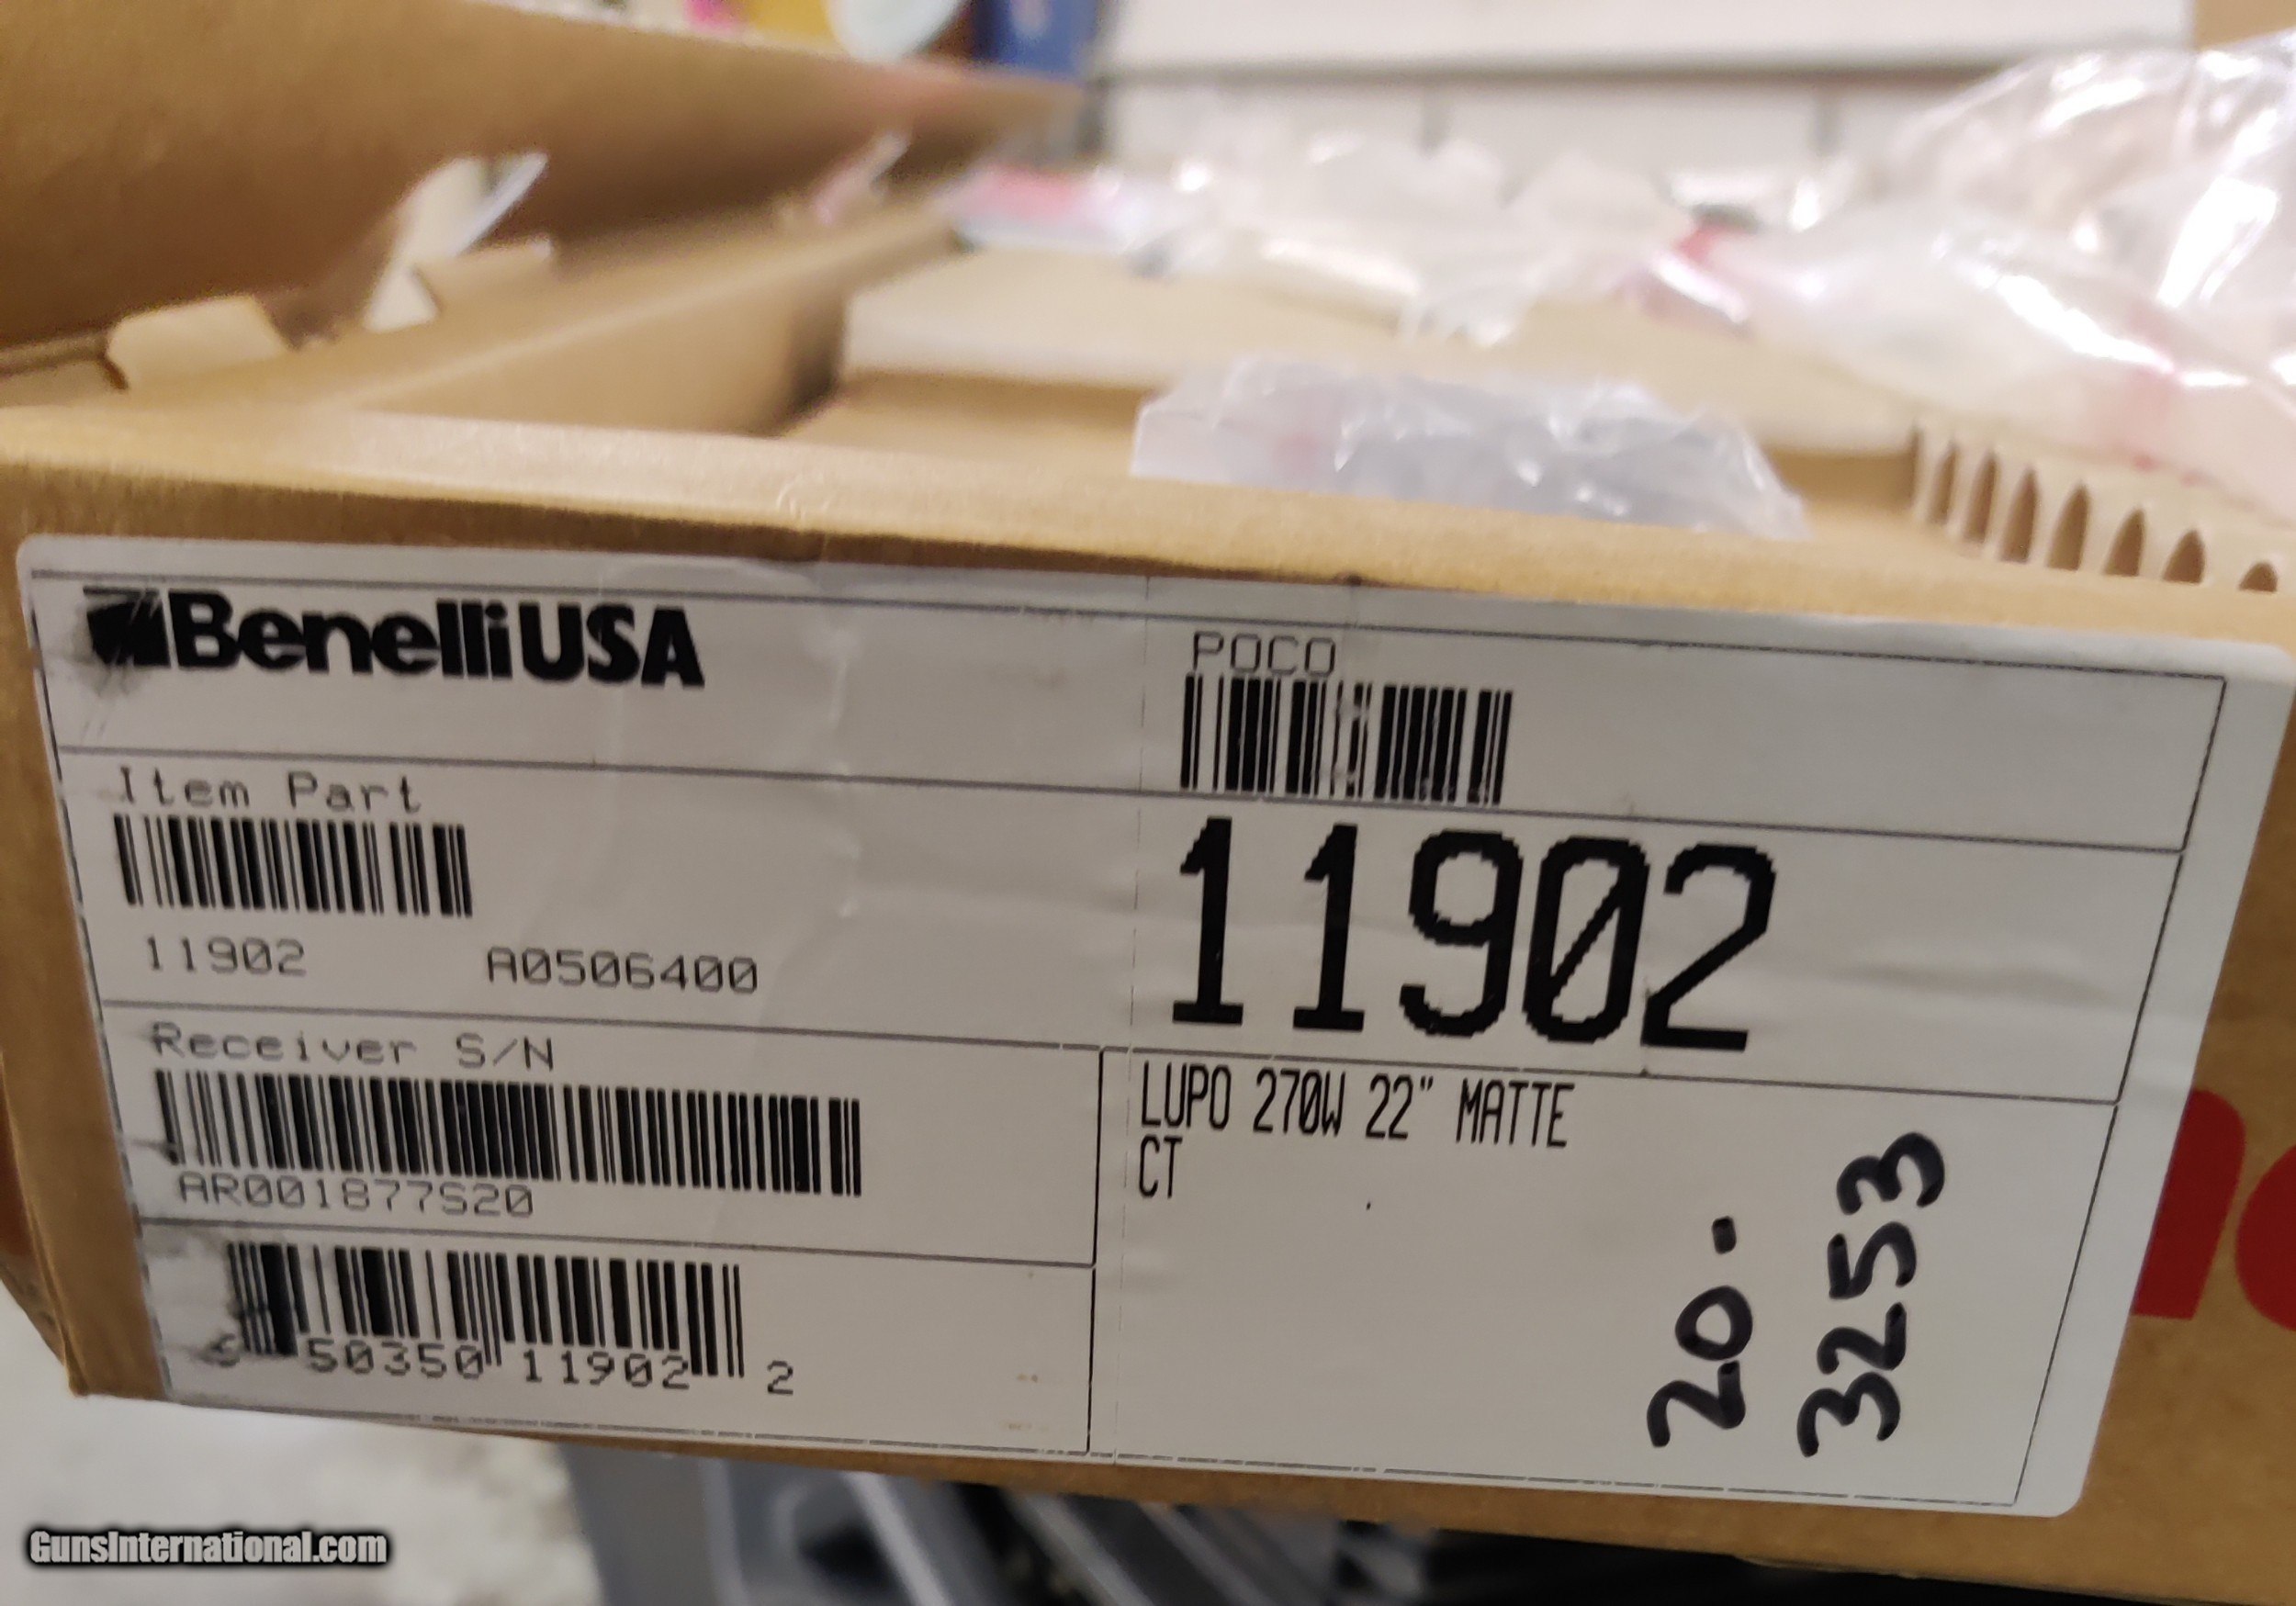 BenelliUSA
POCO
Item Part
11902
11902 A0506400
Receiver S/N
LUPO 270W 22" MATTE
CT
AR001877S20
6 50350 11902 2
20-
3253
GunsInternational.com